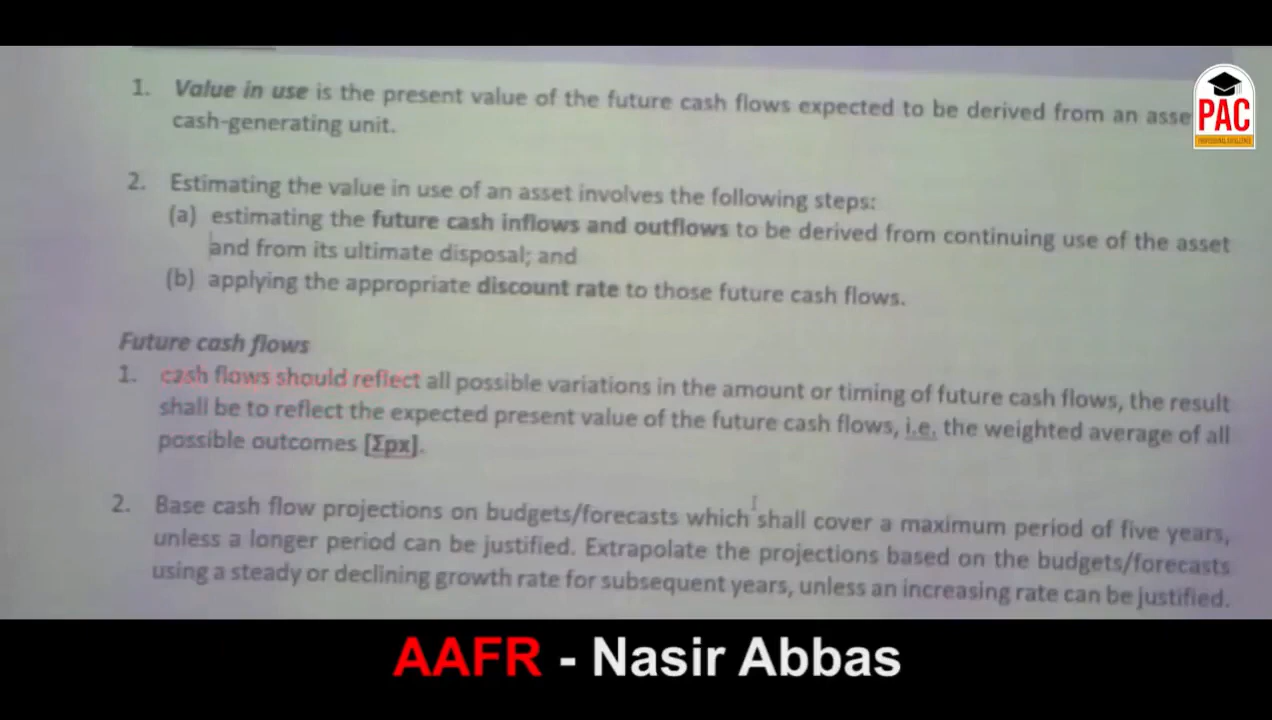 1. Value in use is the present value of the future cash flows expected to be derived from an asse
cash-generating unit.
2. Estimating the value in use of an asset involves the following steps:
(a) estimating the future cash inflows and outflows to be derived from continuing use of the asset
and from its ultimate disposal; and
(b) applying the appropriate discount rate to those future cash flows.
Future cash flows
1. cash flows should reflect all possible variations in the amount or timing of future cash flows, the result
shall be to reflect the expected present value of the future cash flows, i.e. the weighted average of all
possible outcomes [Σpx].
2. Base cash flow projections on budgets/forecasts which shall cover a maximum period of five years,
unless a longer period can be justified. Extrapolate the projections based on the budgets/forecasts
using a steady or declining growth rate for subsequent years, unless an increasing rate can be justified.
PAC
PROFESSIONAL EXCELLENCE
AAFR - Nasir Abbas